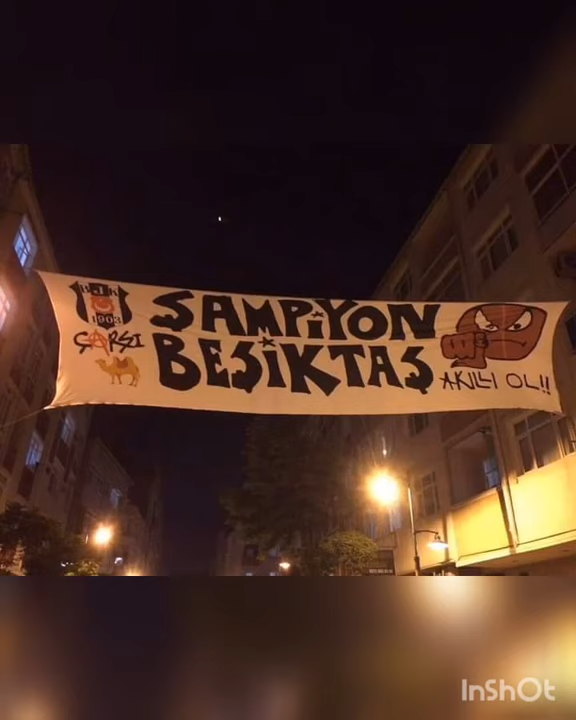 BJK
1903
ÇARŞI
ŞAMPİYON
BEŞİKTAŞ
AKILLI OL!!
InShOt